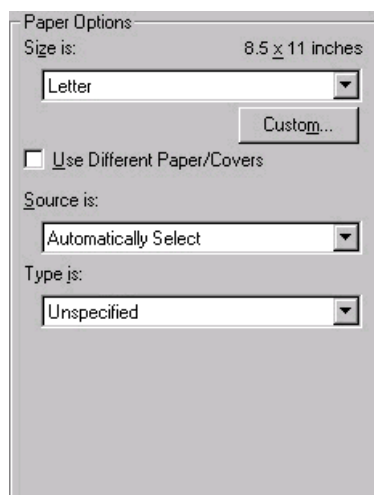 Paper Options
Size is: 8.5 x 11 inches
Letter
Custom...
Use Different Paper/Covers
Source is:
Automatically Select
Type is:
Unspecified